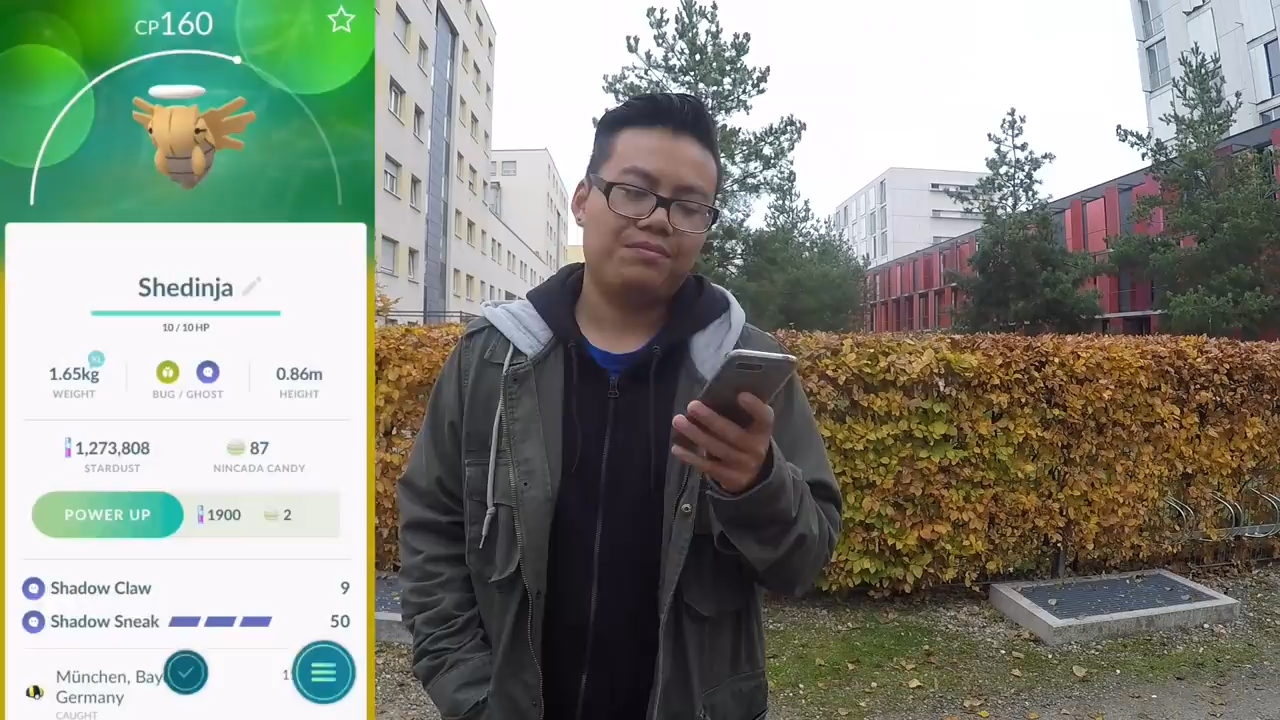 CP160
Shedinja
10 / 10 HP
XL
1.65kg
WEIGHT
BUG / GHOST
0.86m
HEIGHT
1,273,808
STARDUST
87
NINCADA CANDY
POWER UP
1900
2
Shadow Claw 9
Shadow Sneak 50
München, Bay
Germany
CAUGHT